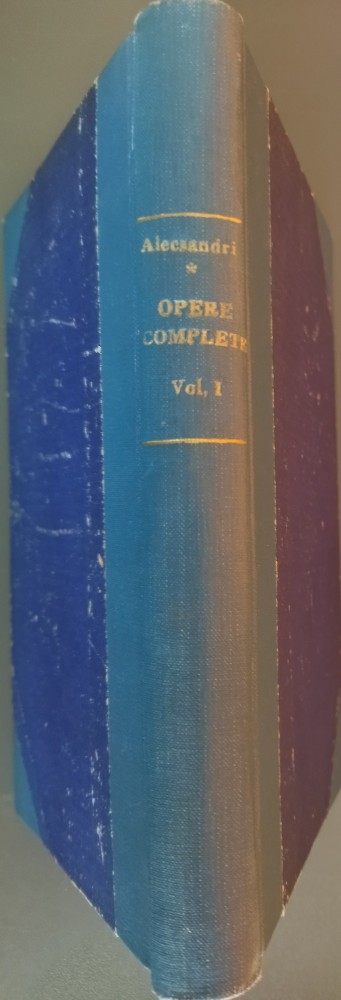 Alecsandri
*
OPERE
COMPLETE
Vol, I